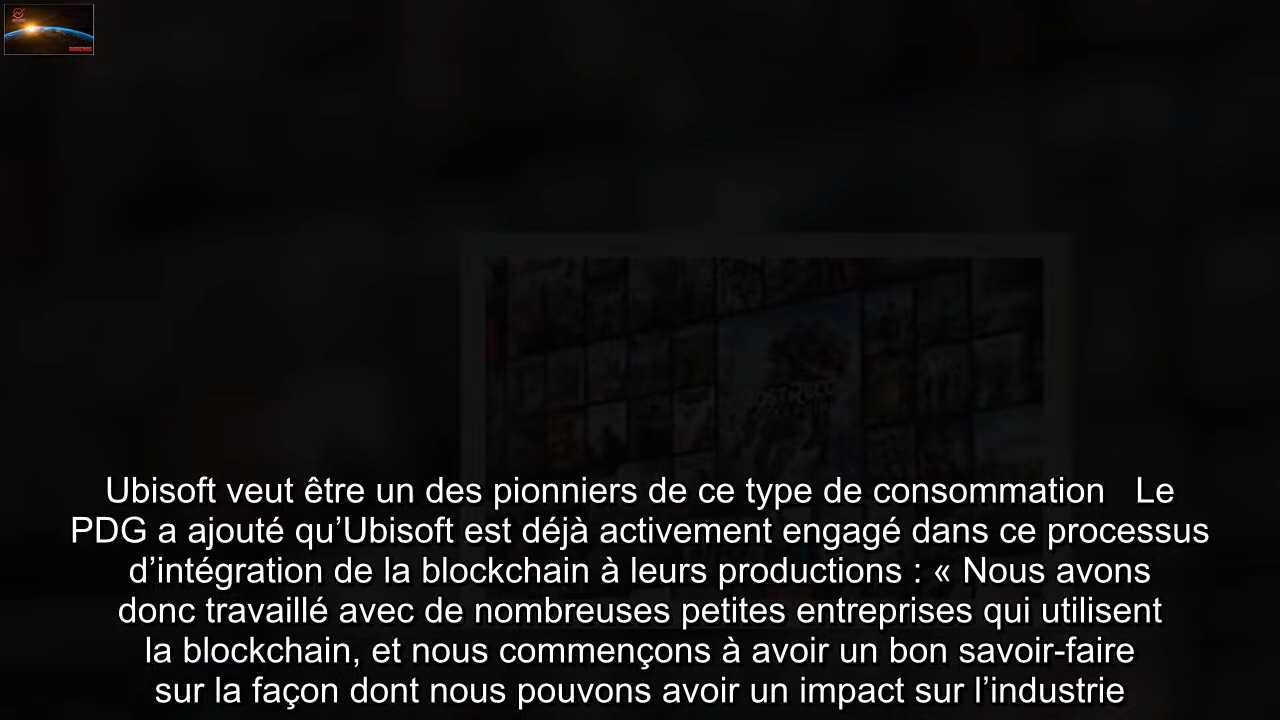 Ubisoft veut être un des pionniers de ce type de consommation   Le
PDG a ajouté qu’Ubisoft est déjà activement engagé dans ce processus
d’intégration de la blockchain à leurs productions : « Nous avons
donc travaillé avec de nombreuses petites entreprises qui utilisent
la blockchain, et nous commençons à avoir un bon savoir-faire
sur la façon dont nous pouvons avoir un impact sur l’industrie